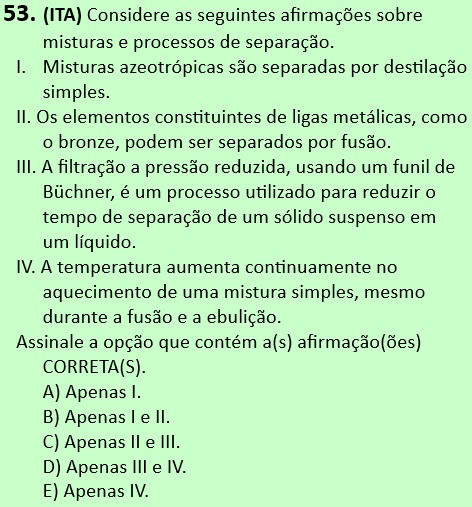 53. (ITA) Considere as seguintes afirmações sobre
misturas e processos de separação.
I. Misturas azeotrópicas são separadas por destilação
simples.
II. Os elementos constituintes de ligas metálicas, como
o bronze, podem ser separados por fusão.
III. A filtração a pressão reduzida, usando um funil de
Büchner, é um processo utilizado para reduzir o
tempo de separação de um sólido suspenso em
um líquido.
IV. A temperatura aumenta continuamente no
aquecimento de uma mistura simples, mesmo
durante a fusão e a ebulição.
Assinale a opção que contém a(s) afirmação(ões)
CORRETA(S).
A) Apenas I.
B) Apenas I e II.
C) Apenas II e III.
D) Apenas III e IV.
E) Apenas IV.